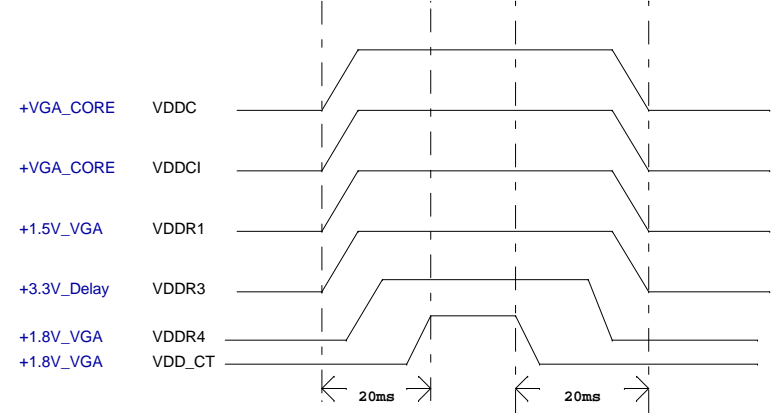 +VGA_CORE VDDC
+VGA_CORE VDDCI
+1.5V_VGA VDDR1
+3.3V_Delay VDDR3
+1.8V_VGA VDDR4
+1.8V_VGA VDD_CT
20ms 20ms